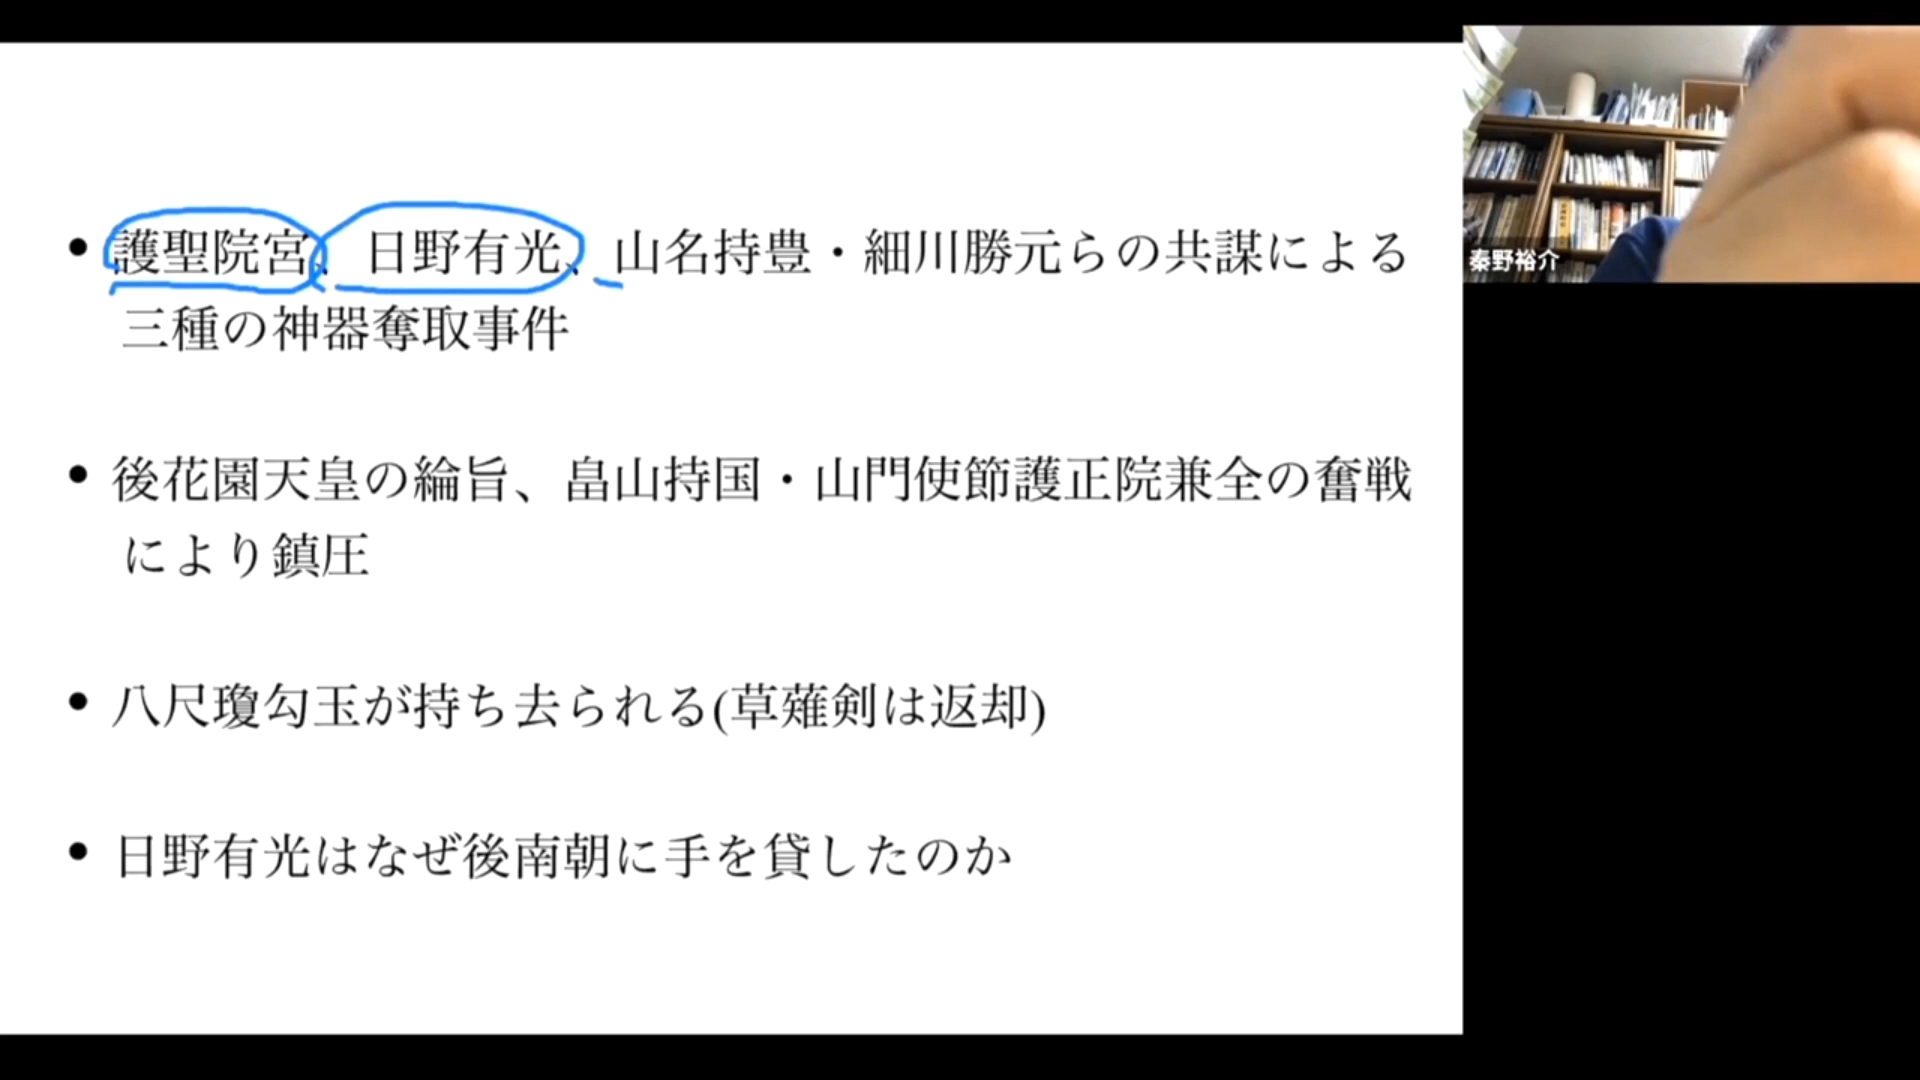 • 護聖院宮、日野有光、山名持豊・細川勝元らの共謀による
三種の神器奪取事件
• 後花園天皇の綸旨、畠山持国・山門使節護正院兼全の奮戦
により鎮圧
• 八尺瓊勾玉が持ち去られる(草薙剣は返却)
• 日野有光はなぜ後南朝に手を貸したのか
秦野裕介